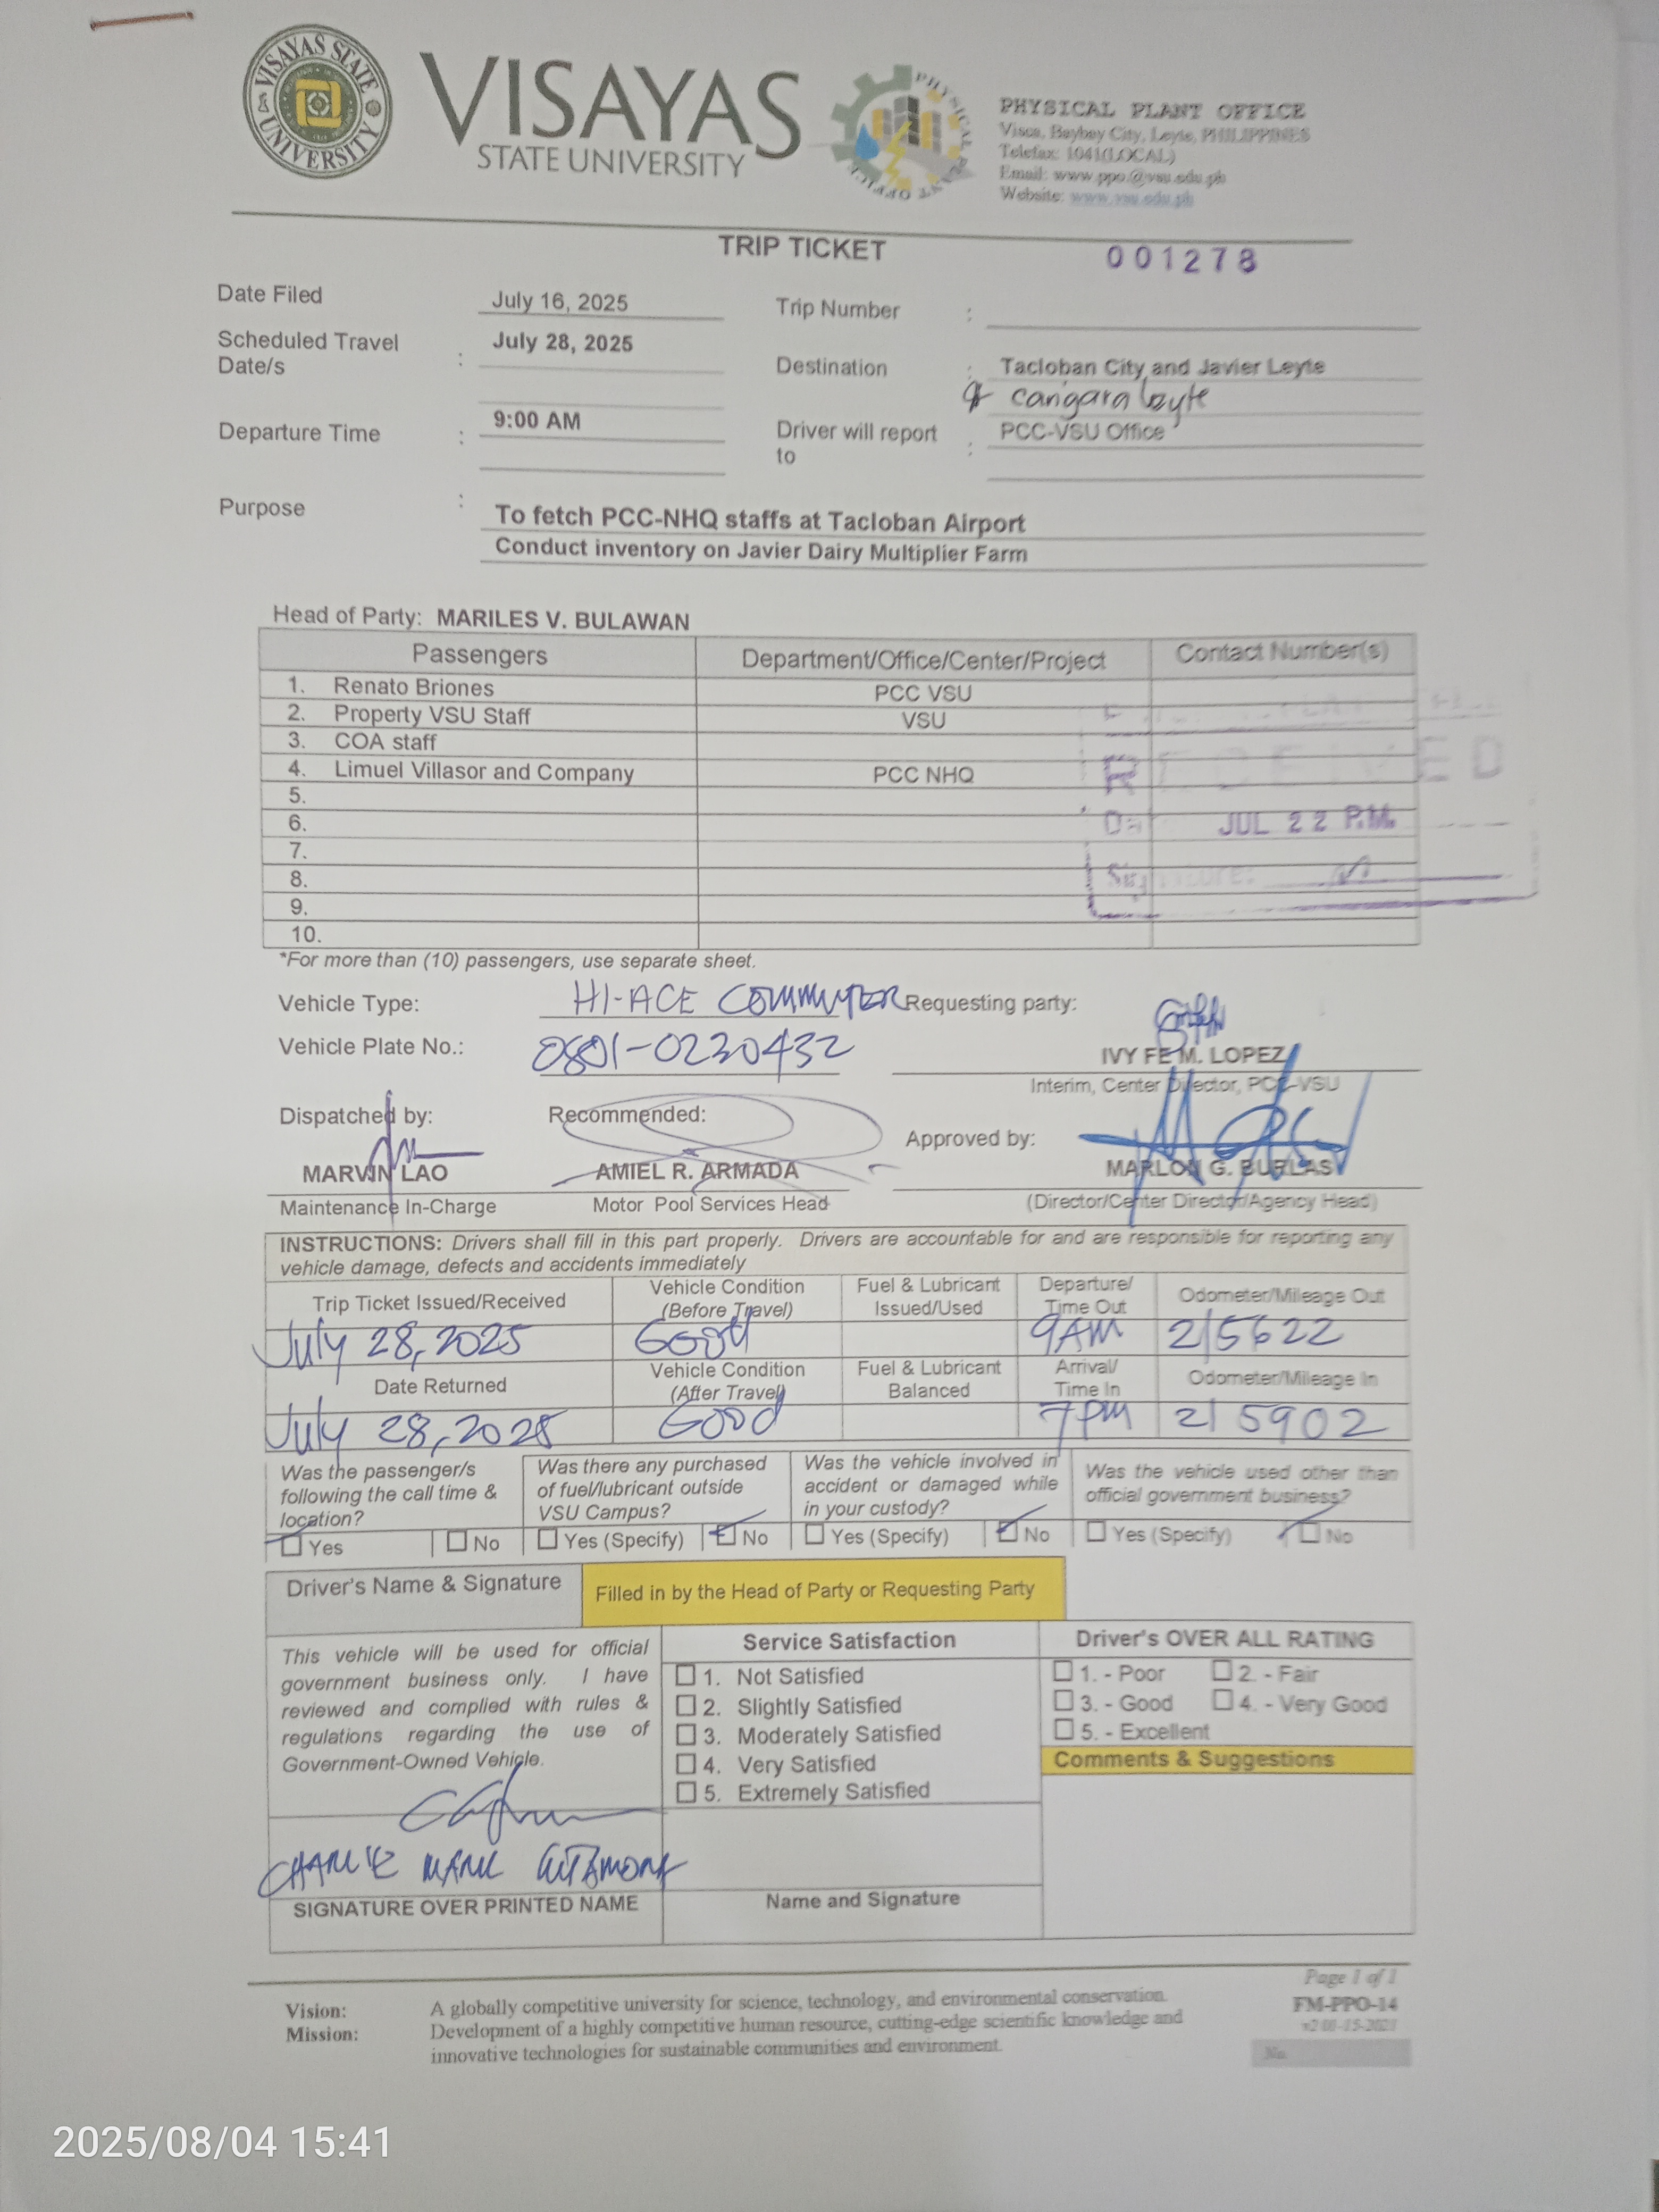 VISAYAS STATE UNIVERSITY
VISAYAS
STATE UNIVERSITY
PHYSICAL PLANT OFFICE
Visca, Baybay City, Leyte, PHILIPPINES
Telefax: 1041(LOCAL)
Email: www.ppo.@vsu.edu.ph
Website: www.vsu.edu.ph
TRIP TICKET 001278
Date Filed July 16, 2025 Trip Number :
Scheduled Travel Date/s : July 28, 2025 Destination : Tacloban City and Javier Leyte
& cangara leyte
Departure Time : 9:00 AM Driver will report to : PCC-VSU Office
Purpose : To fetch PCC-NHQ staffs at Tacloban Airport
Conduct inventory on Javier Dairy Multiplier Farm
Head of Party: MARILES V. BULAWAN
Passengers Department/Office/Center/Project Contact Number(s)
1. Renato Briones PCC VSU
2. Property VSU Staff VSU
3. COA staff
4. Limuel Villasor and Company PCC NHQ
5.
6.
7.
8.
9.
10.
RECEIVED
JUL 22 P.M.
Signature:
*For more than (10) passengers, use separate sheet.
Vehicle Type: HI-ACE COMMUTER Requesting party:
Vehicle Plate No.: 0801-0220432 IVY FE M. LOPEZ
Interim, Center Director, PCC-VSU
Dispatched by: Recommended: Approved by:
MARVIN LAO AMIEL R. ARMADA MARLON G. BURLAS
Maintenance In-Charge Motor Pool Services Head (Director/Center Director/Agency Head)
INSTRUCTIONS: Drivers shall fill in this part properly. Drivers are accountable for and are responsible for reporting any
vehicle damage, defects and accidents immediately
Trip Ticket Issued/Received Vehicle Condition (Before Travel) Fuel & Lubricant Issued/Used Departure/ Time Out Odometer/Mileage Out
July 28, 2025 Good 9AM 215622
Date Returned Vehicle Condition (After Travel) Fuel & Lubricant Balanced Arrival/ Time In Odometer/Mileage In
July 28, 2025 Good 7pm 215902
Was the passenger/s following the call time & location?
Was there any purchased of fuel/lubricant outside VSU Campus?
Was the vehicle involved in accident or damaged while in your custody?
Was the vehicle used other than official government business?
Yes No Yes (Specify) No Yes (Specify) No Yes (Specify) No
Driver's Name & Signature Filled in by the Head of Party or Requesting Party
This vehicle will be used for official
government business only. I have
reviewed and complied with rules &
regulations regarding the use of
Government-Owned Vehicle.
Service Satisfaction
1. Not Satisfied
2. Slightly Satisfied
3. Moderately Satisfied
4. Very Satisfied
5. Extremely Satisfied
Driver's OVER ALL RATING
1. - Poor 2. - Fair
3. - Good 4. - Very Good
5. - Excellent
Comments & Suggestions
CHARLIE MARK
SIGNATURE OVER PRINTED NAME Name and Signature
Page 1 of 1
FM-PPO-14
No.
Vision: A globally competitive university for science, technology, and environmental conservation.
Mission: Development of a highly competitive human resource, cutting-edge scientific knowledge and
innovative technologies for sustainable communities and environment.
2025/08/04 15:41